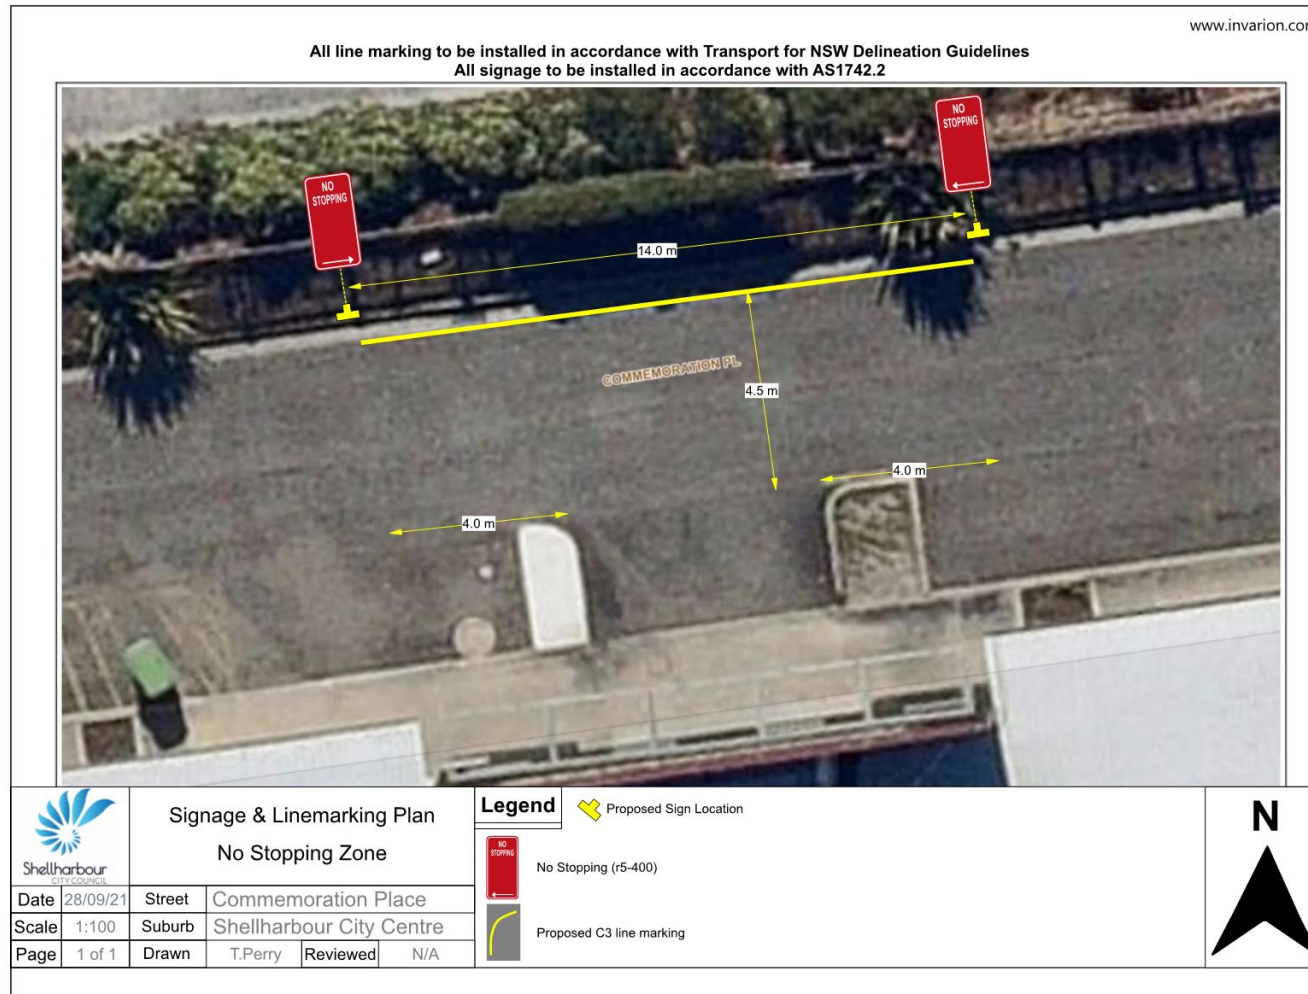 www.invarion.com
All line marking to be installed in accordance with Transport for NSW Delineation Guidelines
All signage to be installed in accordance with AS1742.2
NO
STOPPING
NO
STOPPING
14.0 m
COMMEMORATION PL
4.5 m
4.0 m
4.0 m
Shellharbour
CITY COUNCIL
Signage & Linemarking Plan
No Stopping Zone
Date 28/09/21 Street Commemoration Place
Scale 1:100 Suburb Shellharbour City Centre
Page 1 of 1 Drawn T.Perry Reviewed N/A
Legend
Proposed Sign Location
NO
STOPPING
No Stopping (r5-400)
Proposed C3 line marking
N